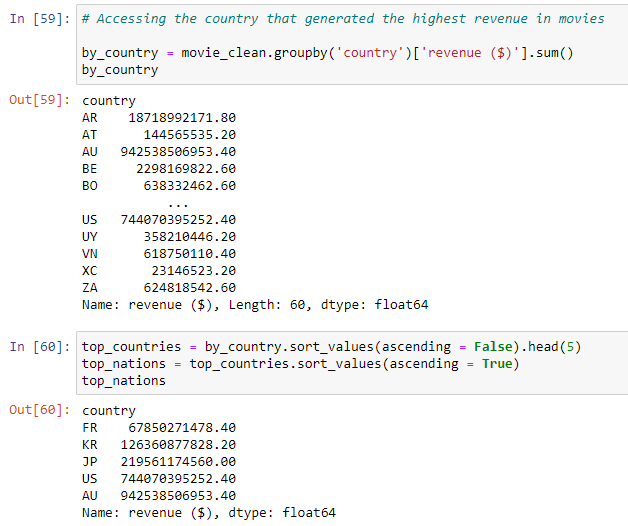 In [59]: # Accessing the country that generated the highest revenue in movies
by_country = movie_clean.groupby('country')['revenue ($)'].sum()
by_country
Out[59]: country
AR 18718992171.80
AT 144565535.20
AU 942538506953.40
BE 2298169822.60
BO 638332462.60
...
US 744070395252.40
UY 358210446.20
VN 618750110.40
XC 23146523.20
ZA 624818542.60
Name: revenue ($), Length: 60, dtype: float64
In [60]: top_countries = by_country.sort_values(ascending = False).head(5)
top_nations = top_countries.sort_values(ascending = True)
top_nations
Out[60]: country
FR 67850271478.40
KR 126360877828.20
JP 219561174560.00
US 744070395252.40
AU 942538506953.40
Name: revenue ($), dtype: float64